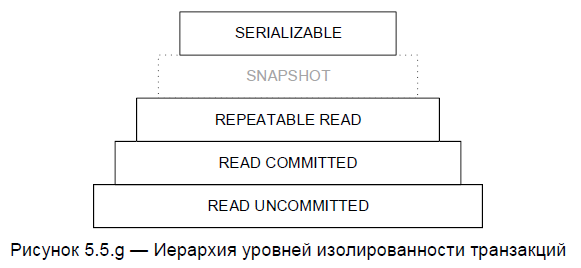 SERIALIZABLE
SNAPSHOT
REPEATABLE READ
READ COMMITTED
READ UNCOMMITTED
Рисунок 5.5.g — Иерархия уровней изолированности транзакций